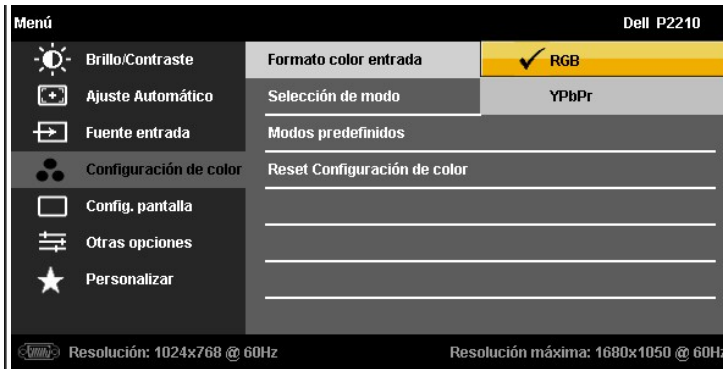 Menú
Dell P2210
Brillo/Contraste
Ajuste Automático
Fuente entrada
Configuración de color
Config. pantalla
Otras opciones
Personalizar
Formato color entrada
Selección de modo
Modos predefinidos
Reset Configuración de color
RGB
YPbPr
Resolución: 1024x768 @ 60Hz
Resolución máxima: 1680x1050 @ 60Hz